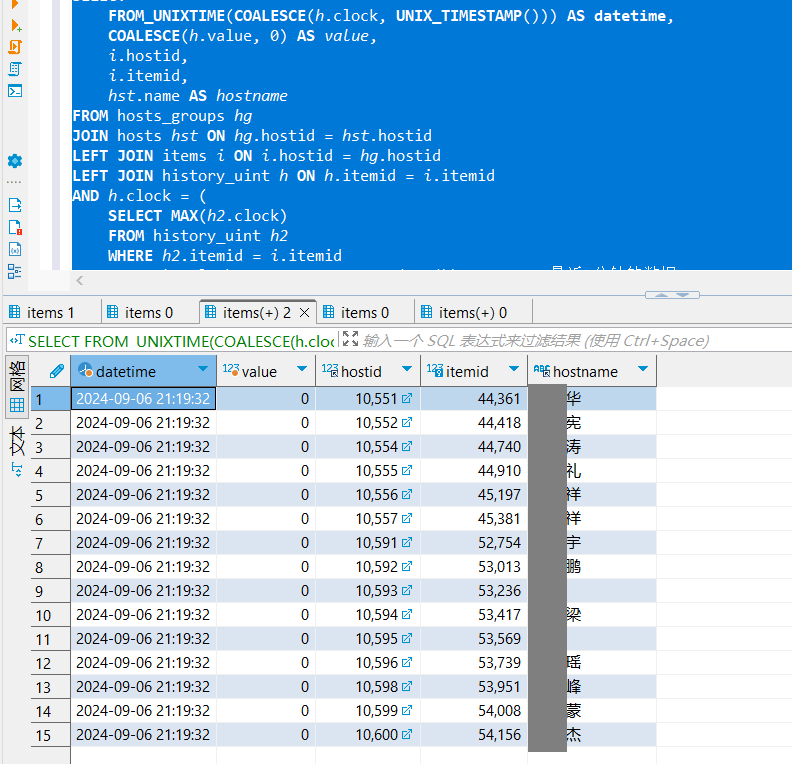 FROM_UNIXTIME(COALESCE(h.clock, UNIX_TIMESTAMP())) AS datetime,
COALESCE(h.value, 0) AS value,
i.hostid,
i.itemid,
hst.name AS hostname
FROM hosts_groups hg
JOIN hosts hst ON hg.hostid = hst.hostid
LEFT JOIN items i ON i.hostid = hg.hostid
LEFT JOIN history_uint h ON h.itemid = i.itemid
AND h.clock = (
SELECT MAX(h2.clock)
FROM history_uint h2
WHERE h2.itemid = i.itemid
items 1 items 0 items(+) 2 items 0 items(+) 0
SELECT FROM_UNIXTIME(COALESCE(h.clo 输入一个 SQL 表达式来过滤结果 (使用 Ctrl+Space)
网格
文本
datetime 123 value 123 hostid 123 itemid ABC hostname
1 2024-09-06 21:19:32 0 10,551 44,361 华
2 2024-09-06 21:19:32 0 10,552 44,418 宪
3 2024-09-06 21:19:32 0 10,554 44,740 涛
4 2024-09-06 21:19:32 0 10,555 44,910 礼
5 2024-09-06 21:19:32 0 10,556 45,197 祥
6 2024-09-06 21:19:32 0 10,557 45,381 祥
7 2024-09-06 21:19:32 0 10,591 52,754 宇
8 2024-09-06 21:19:32 0 10,592 53,013 鹏
9 2024-09-06 21:19:32 0 10,593 53,236
10 2024-09-06 21:19:32 0 10,594 53,417 梁
11 2024-09-06 21:19:32 0 10,595 53,569
12 2024-09-06 21:19:32 0 10,596 53,739 瑶
13 2024-09-06 21:19:32 0 10,598 53,951 峰
14 2024-09-06 21:19:32 0 10,599 54,008 蒙
15 2024-09-06 21:19:32 0 10,600 54,156 杰